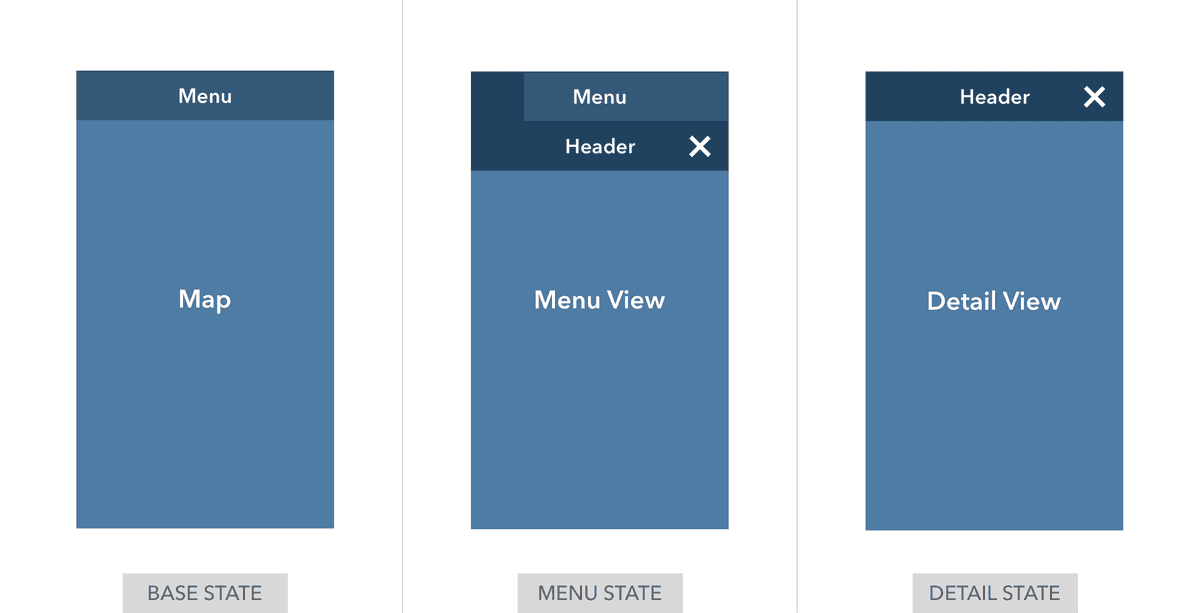 Menu
Map
BASE STATE
Menu
Header
Menu View
MENU STATE
Header
Detail View
DETAIL STATE